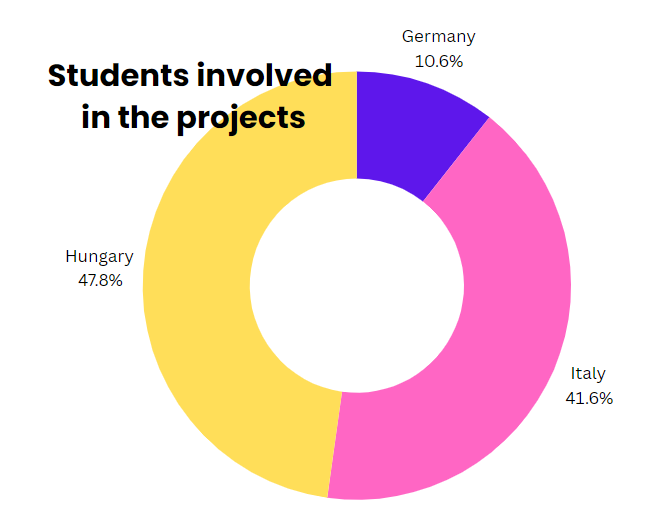 Students involved
in the projects
Germany
10.6%
Hungary
47.8%
Italy
41.6%